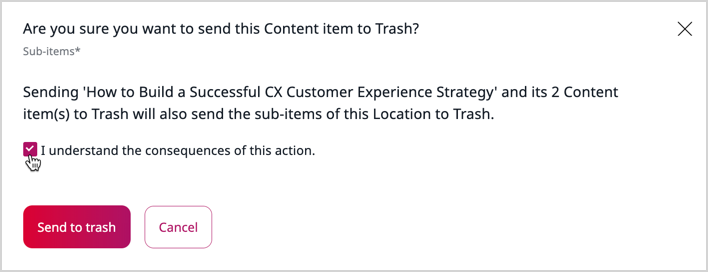 Are you sure you want to send this Content item to Trash?
Sub-items*
Sending 'How to Build a Successful CX Customer Experience Strategy' and its 2 Content
item(s) to Trash will also send the sub-items of this Location to Trash.
I understand the consequences of this action.
Send to trash
Cancel